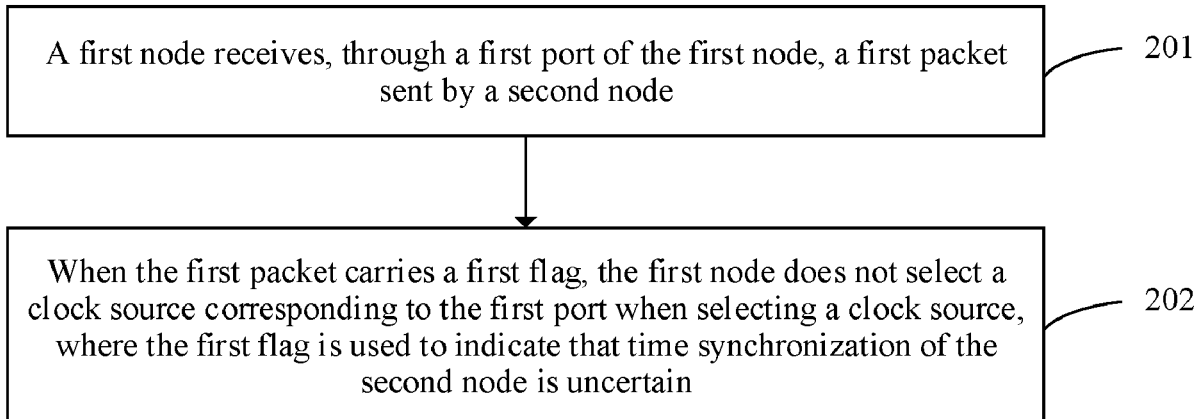 A first node receives, through a first port of the first node, a first packet
sent by a second node
201
When the first packet carries a first flag, the first node does not select a
clock source corresponding to the first port when selecting a clock source,
where the first flag is used to indicate that time synchronization of the
second node is uncertain
202